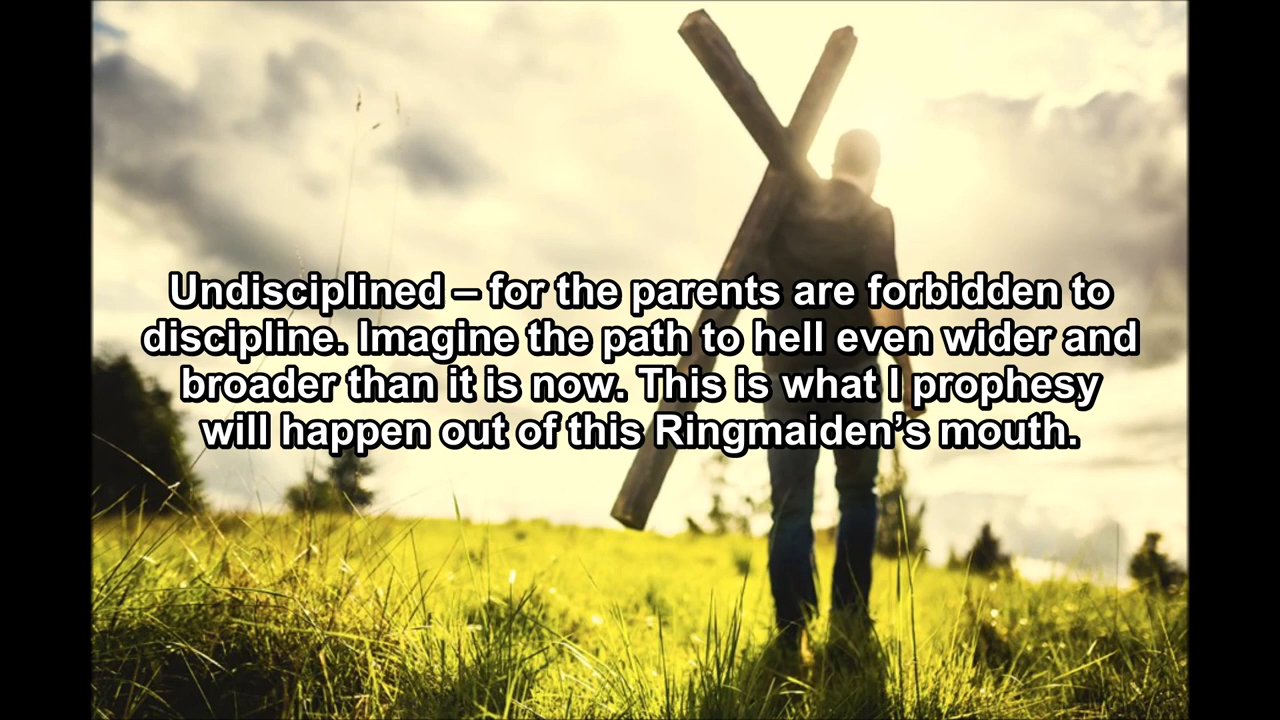 Undisciplined – for the parents are forbidden to
discipline. Imagine the path to hell even wider and
broader than it is now. This is what I prophesy
will happen out of this Ringmaiden’s mouth.